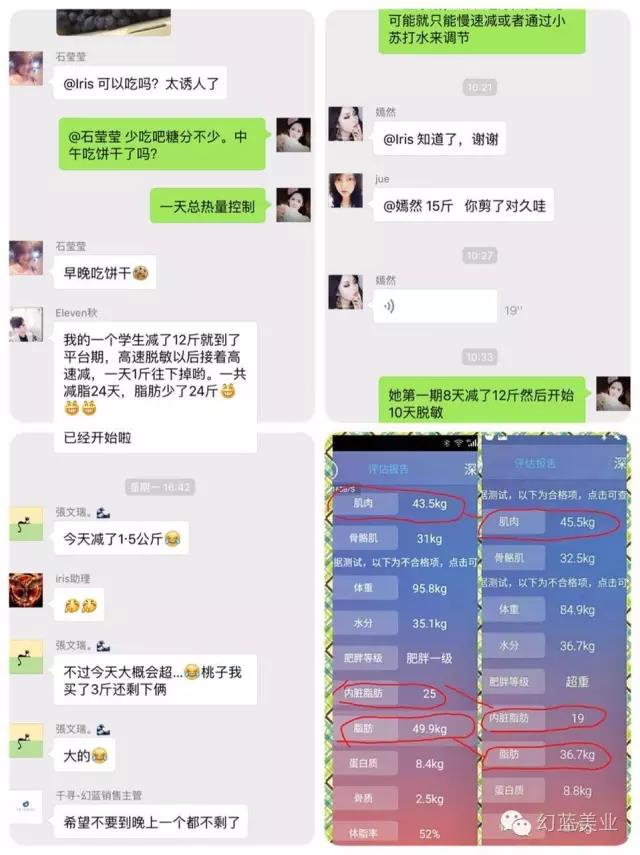 石莹莹
@Iris 可以吃吗？太诱人了
@石莹莹 少吃吧糖分不少。中
午吃饼干了吗？
一天总热量控制
石莹莹
早晚吃饼干
Eleven秋
我的一个学生减了12斤就到了
平台期，高速脱敏以后接着高
速减，一天1斤往下掉哟。一共
减脂24天，脂肪少了24斤
已经开始啦
可能就只能慢速减或者通过小
苏打水来调节
10:21
嫣然
@Iris 知道了，谢谢
jue
@嫣然 15斤 你剪了对久哇
10:27
嫣然
19"
10:33
她第一期8天减了12斤然后开始
10天脱敏
星期一 16:42
張文瑞。
今天减了1·5公斤
iris助理
張文瑞。
不过今天大概会超...桃子我
买了3斤还剩下俩
張文瑞。
大的
千寻-幻蓝销售主管
希望不要到晚上一个都不剩了
评估报告
深
肌肉 43.5kg
骨骼肌 31kg
据测试，以下为不合格项，点击可
体重 95.8kg
水分 35.1kg
肥胖等级 肥胖一级
内脏脂肪 25
脂肪 49.9kg
蛋白质 8.4kg
骨质 2.5kg
体脂率 52%
评估报告
深
据测试，以下为合格项，点击可查
肌肉 45.5kg
骨骼肌 32.5kg
据测试，以下为不合格项，点击可
体重 84.9kg
水分 36.7kg
肥胖等级 超重
内脏脂肪 19
脂肪 36.7kg
蛋白质 8.8kg
幻蓝美业